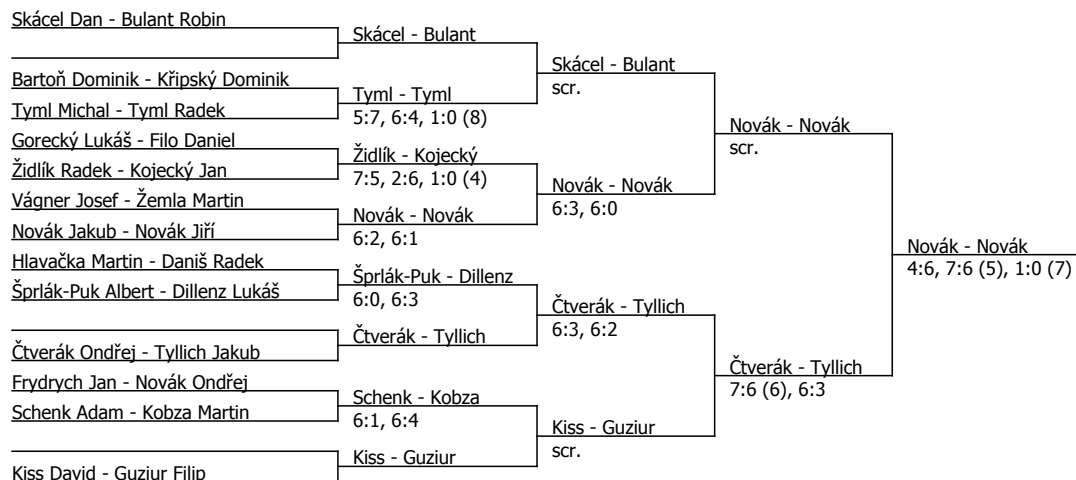 Skácel Dan - Bulant Robin
Bartoň Dominik - Křipský Dominik
Tyml Michal - Tyml Radek
Gorecký Lukáš - Filo Daniel
Židlík Radek - Kojecký Jan
Vágner Josef - Žemla Martin
Novák Jakub - Novák Jiří
Hlavačka Martin - Daniš Radek
Šprlák-Puk Albert - Dillenz Lukáš
Čtverák Ondřej - Tyllich Jakub
Frydrych Jan - Novák Ondřej
Schenk Adam - Kobza Martin
Kiss David - Guziur Filip
Skácel - Bulant
Tyml - Tyml
5:7, 6:4, 1:0 (8)
Židlík - Kojecký
7:5, 2:6, 1:0 (4)
Novák - Novák
6:2, 6:1
Šprlák-Puk - Dillenz
6:0, 6:3
Čtverák - Tyllich
Schenk - Kobza
6:1, 6:4
Kiss - Guziur
Skácel - Bulant
scr.
Novák - Novák
6:3, 6:0
Čtverák - Tyllich
6:3, 6:2
Kiss - Guziur
scr.
Novák - Novák
scr.
Čtverák - Tyllich
7:6 (6), 6:3
Novák - Novák
4:6, 7:6 (5), 1:0 (7)